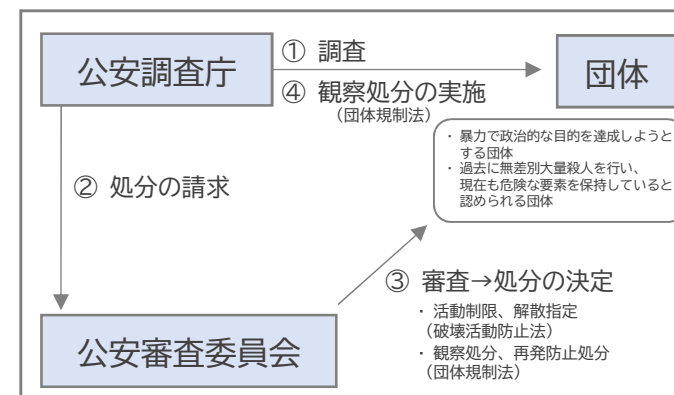 公安調査庁
① 調査
団体
④ 観察処分の実施
（団体規制法）
・ 暴力で政治的な目的を達成しようと
する団体
・ 過去に無差別大量殺人を行い、
現在も危険な要素を保持していると
認められる団体
② 処分の請求
③ 審査→処分の決定
・ 活動制限、解散指定
（破壊活動防止法）
・ 観察処分、再発防止処分
（団体規制法）
公安審査委員会